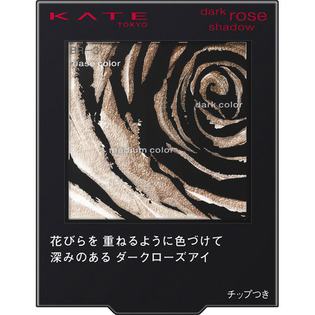 KATE
TOKYO
dark rose
shadow
base color
dark color
medium color
花びらを 重ねるように色づけて
深みのある ダークローズアイ
チップつき